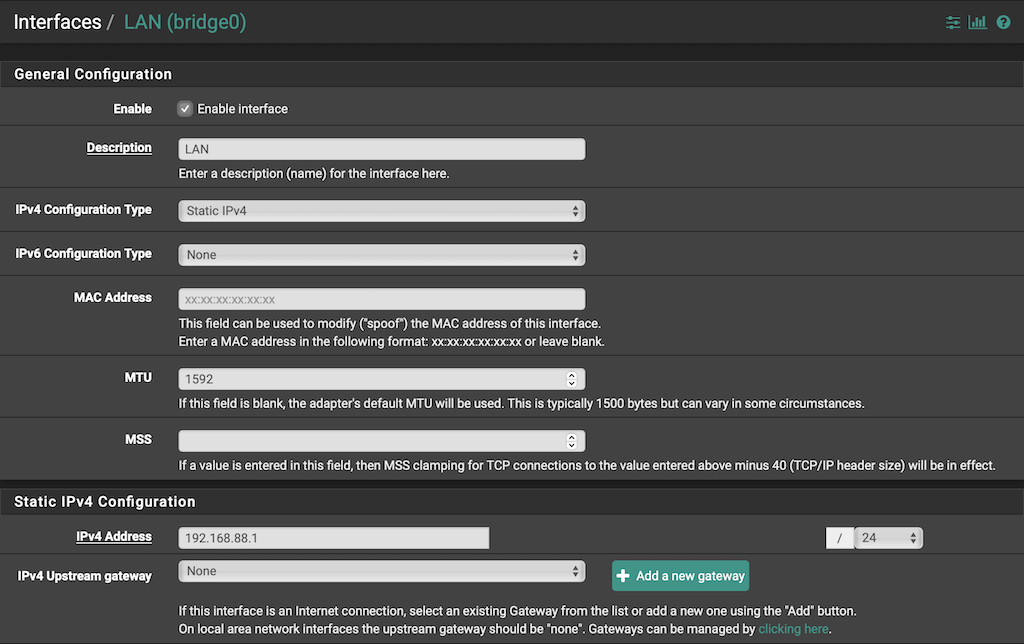 Interfaces / LAN (bridge0)
General Configuration
Enable
Enable interface
Description
LAN
Enter a description (name) for the interface here.
IPv4 Configuration Type
Static IPv4
IPv6 Configuration Type
None
MAC Address
xx:xx:xx:xx:xx:xx
This field can be used to modify ("spoof") the MAC address of this interface.
Enter a MAC address in the following format: xx:xx:xx:xx:xx:xx or leave blank.
MTU
1592
If this field is blank, the adapter's default MTU will be used. This is typically 1500 bytes but can vary in some circumstances.
MSS
If a value is entered in this field, then MSS clamping for TCP connections to the value entered above minus 40 (TCP/IP header size) will be in effect.
Static IPv4 Configuration
IPv4 Address
192.168.88.1
/ 24
IPv4 Upstream gateway
None
+ Add a new gateway
If this interface is an Internet connection, select an existing Gateway from the list or add a new one using the "Add" button.
On local area network interfaces the upstream gateway should be "none". Gateways can be managed by clicking here.